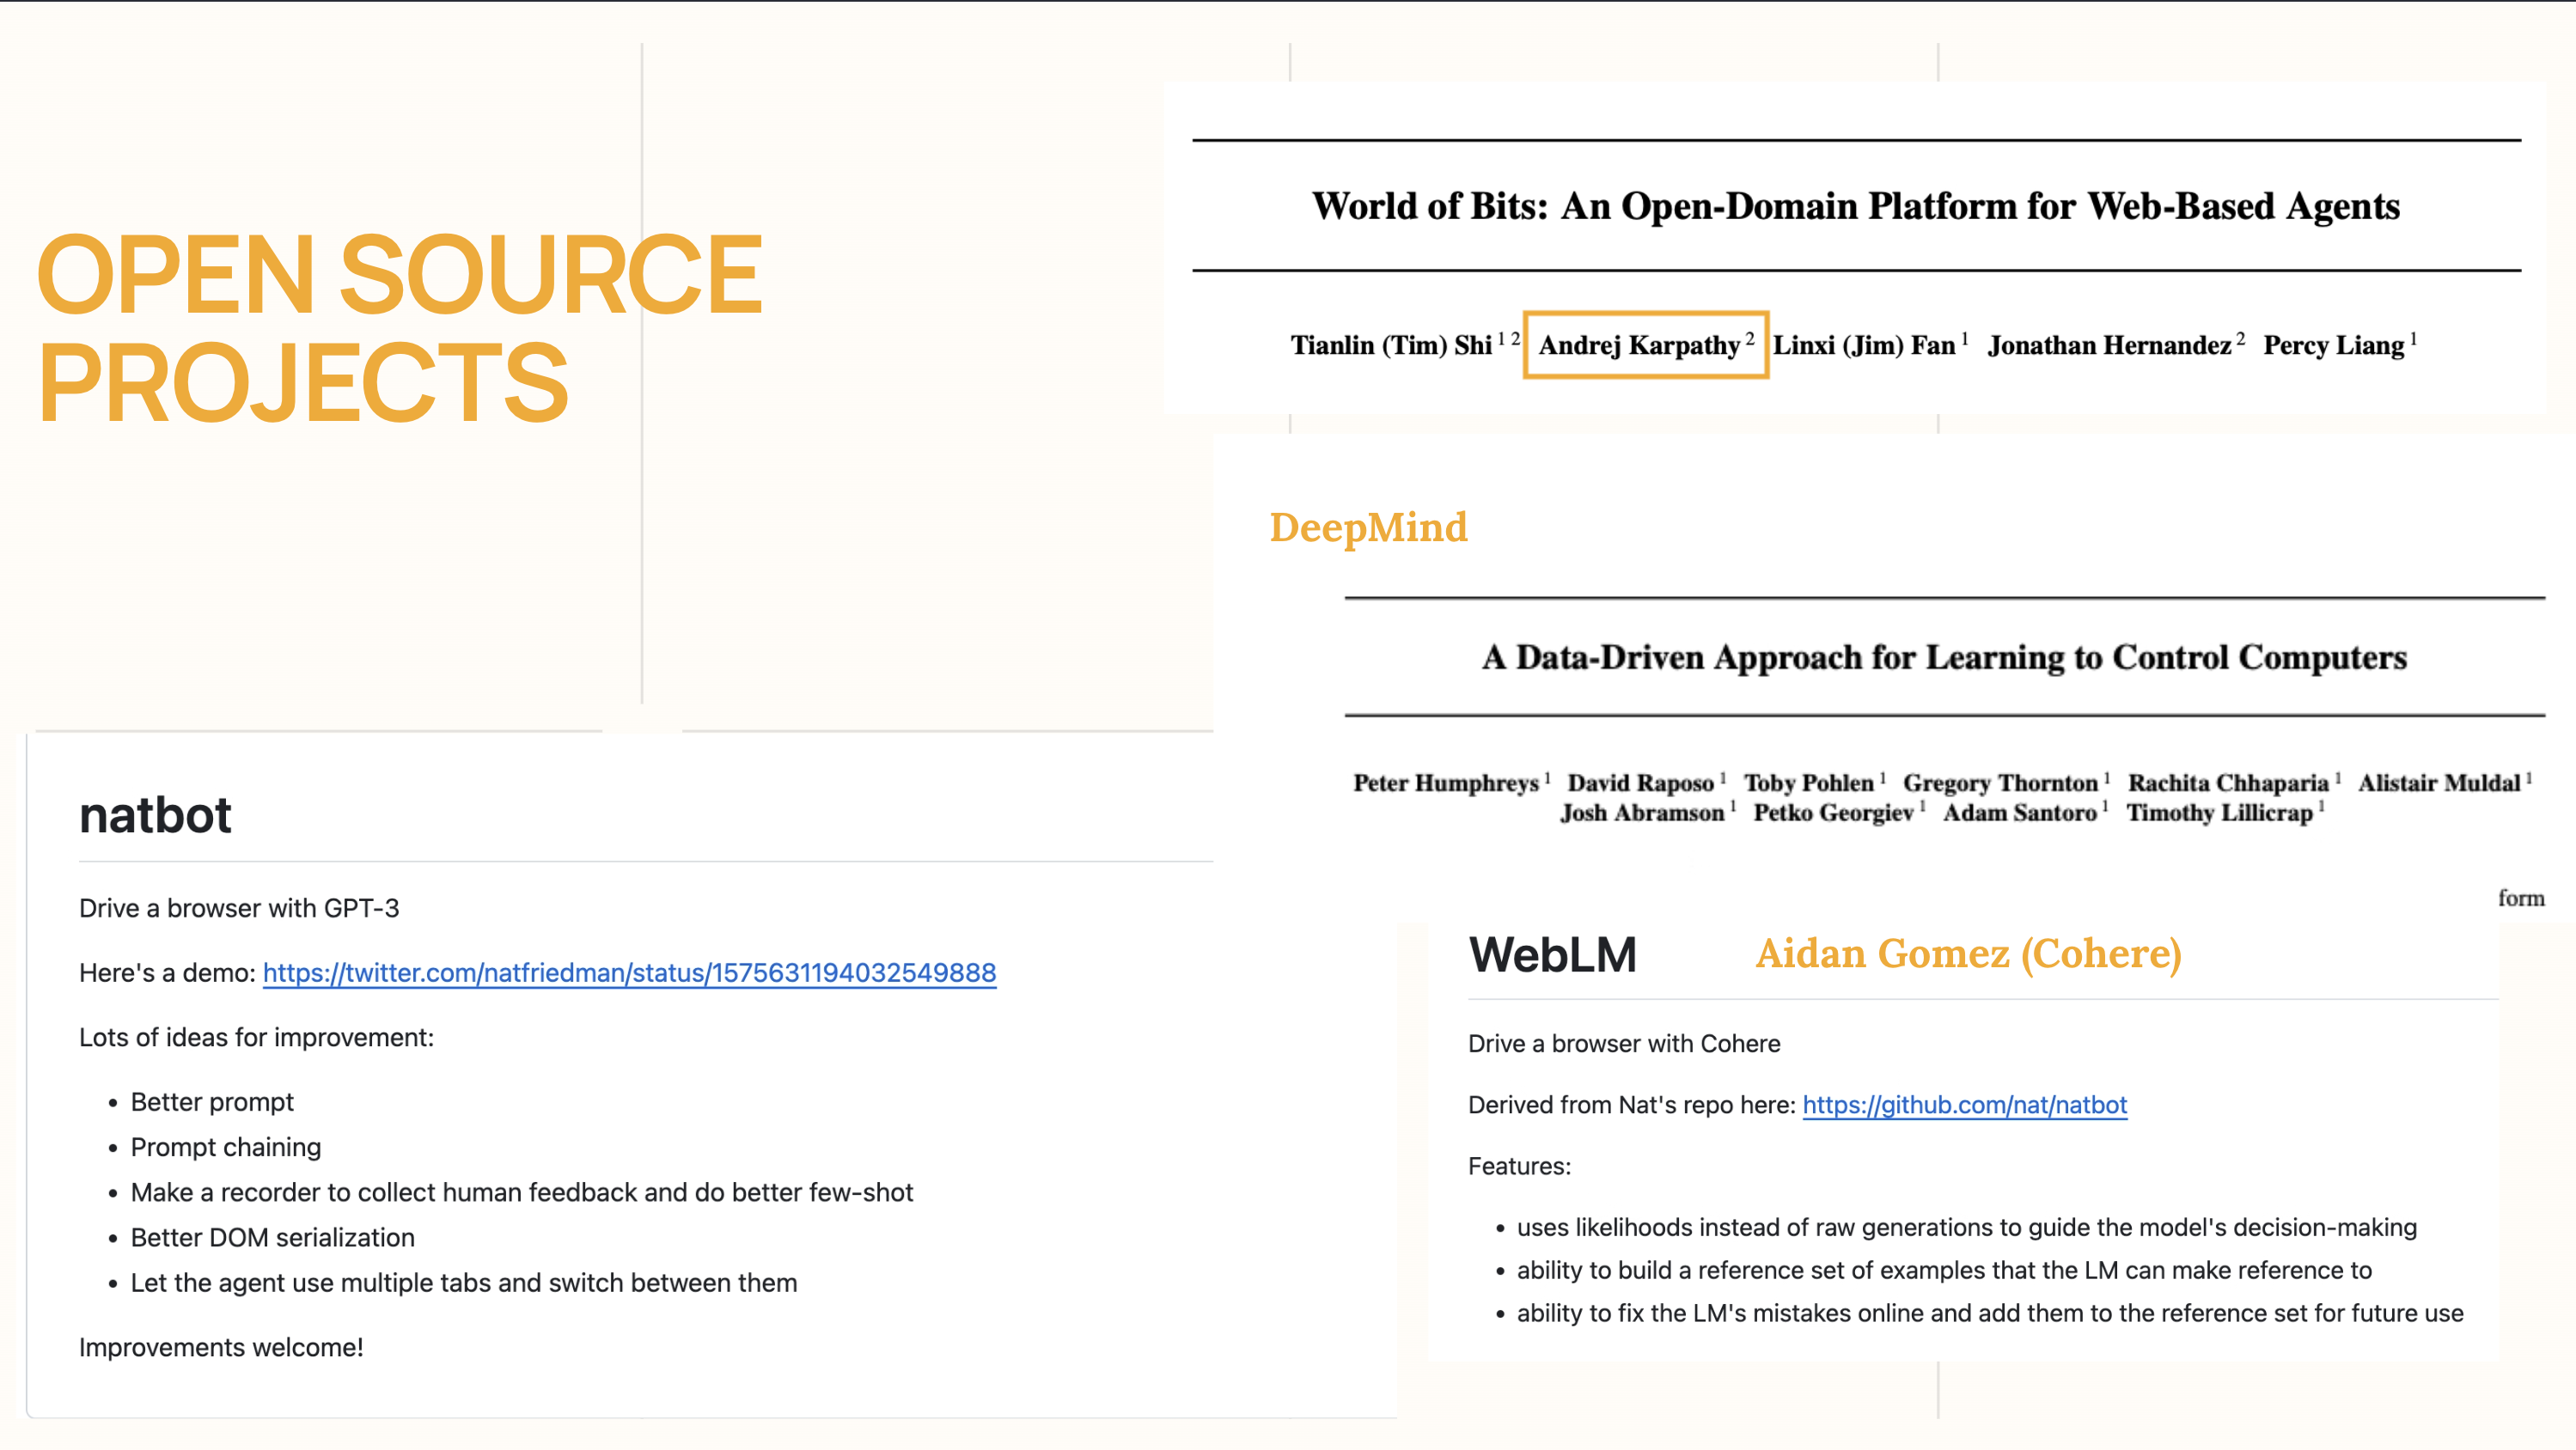 OPEN SOURCE
PROJECTS
World of Bits: An Open-Domain Platform for Web-Based Agents
Tianlin (Tim) Shi 1 2 Andrej Karpathy 2 Linxi (Jim) Fan 1 Jonathan Hernandez 2 Percy Liang 1
DeepMind
A Data-Driven Approach for Learning to Control Computers
Peter Humphreys 1 David Raposo 1 Toby Pohlen 1 Gregory Thornton 1 Rachita Chhaparia 1 Alistair Muldal 1
Josh Abramson 1 Petko Georgiev 1 Adam Santoro 1 Timothy Lillicrap 1
form
natbot
Drive a browser with GPT-3
Here's a demo: https://twitter.com/natfriedman/status/1575631194032549888
Lots of ideas for improvement:
• Better prompt
• Prompt chaining
• Make a recorder to collect human feedback and do better few-shot
• Better DOM serialization
• Let the agent use multiple tabs and switch between them
Improvements welcome!
WebLM
Aidan Gomez (Cohere)
Drive a browser with Cohere
Derived from Nat's repo here: https://github.com/nat/natbot
Features:
• uses likelihoods instead of raw generations to guide the model's decision-making
• ability to build a reference set of examples that the LM can make reference to
• ability to fix the LM's mistakes online and add them to the reference set for future use